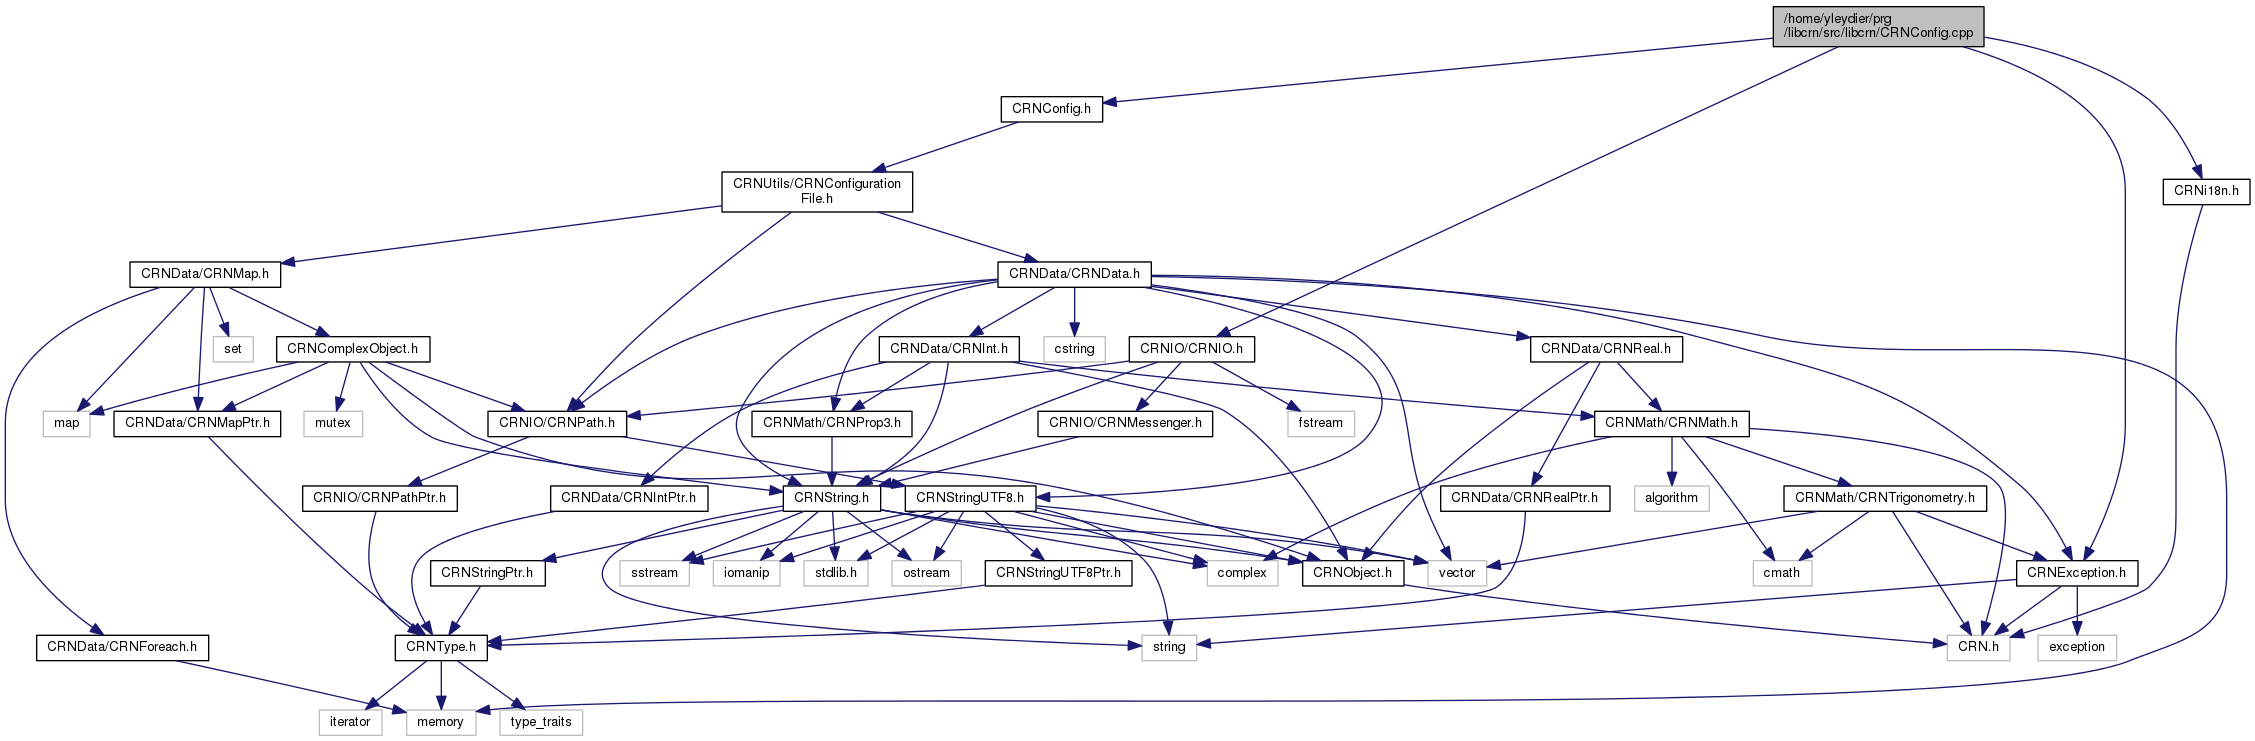 /home/yleydier/prg
/libcrn/src/libcrn/CRNConfig.cpp
CRNConfig.h
CRNUtils/CRNConfiguration
File.h
CRNi18n.h
CRNData/CRNMap.h
CRNData/CRNData.h
set
CRNComplexObject.h
CRNData/CRNInt.h
cstring
CRNIO/CRNIO.h
CRNData/CRNReal.h
map
CRNData/CRNMapPtr.h
mutex
CRNIO/CRNPath.h
CRNMath/CRNProp3.h
CRNIO/CRNMessenger.h
fstream
CRNMath/CRNMath.h
CRNIO/CRNPathPtr.h
CRNData/CRNIntPtr.h
CRNString.h
CRNStringUTF8.h
CRNData/CRNRealPtr.h
algorithm
CRNMath/CRNTrigonometry.h
CRNStringPtr.h
sstream
iomanip
stdlib.h
ostream
CRNStringUTF8Ptr.h
complex
CRNObject.h
vector
cmath
CRNException.h
CRNData/CRNForeach.h
CRNType.h
string
CRN.h
exception
iterator
memory
type_traits